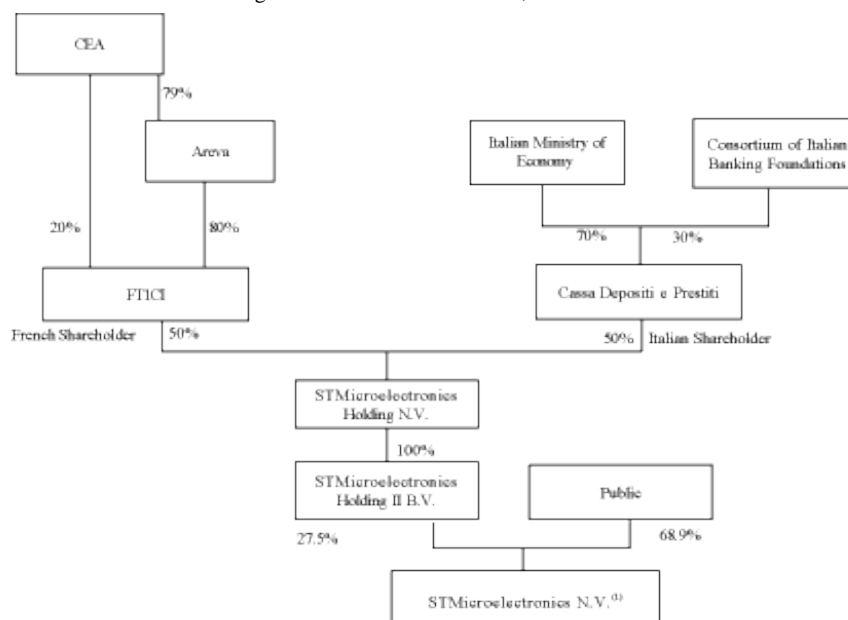 CEA
79%
Areva
Italian Ministry of
Economy
Consortium of Italian
Banking Foundations
20%
80%
70%
30%
FT1CI
Cassa Depositi e Prestiti
French Shareholder
50%
50%
Italian Shareholder
STMicroelectronics
Holding N.V.
100%
STMicroelectronics
Holding II B.V.
Public
27.5%
68.9%
STMicroelectronics N.V.(1)